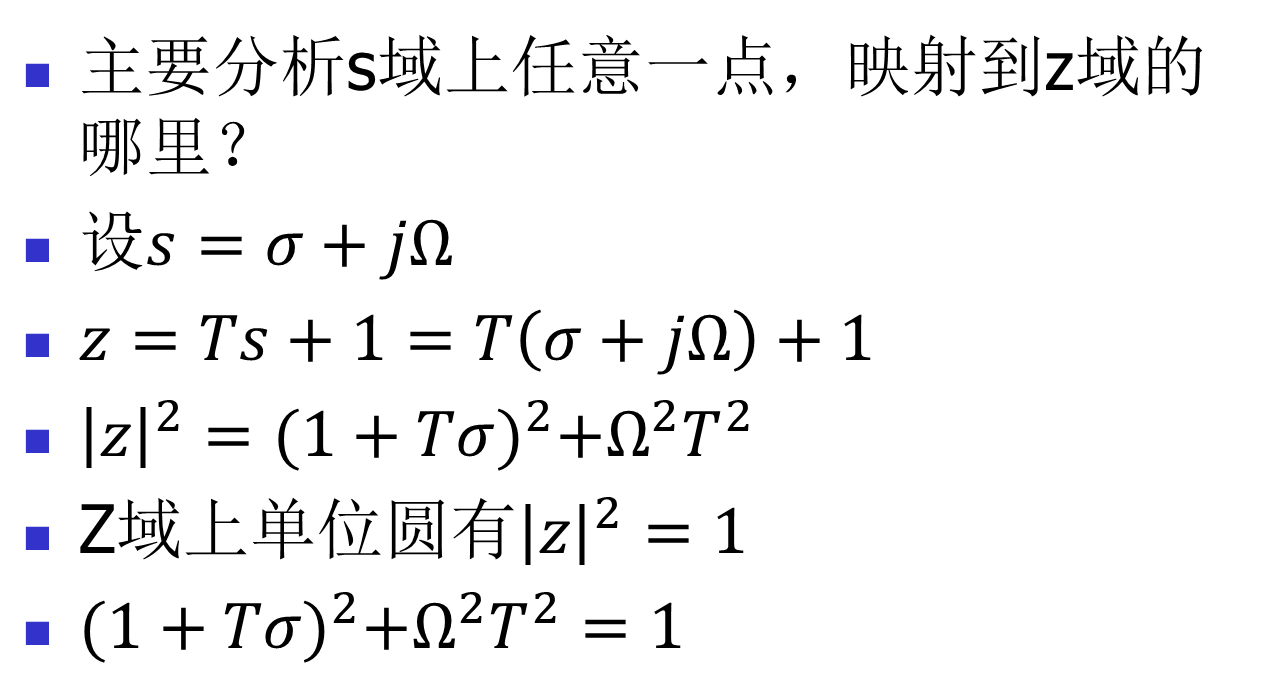 主要分析s域上任意一点，映射到z域的
哪里？
设s = σ + jΩ
z = Ts + 1 = T(σ + jΩ) + 1
|z|² = (1 + Tσ)²+Ω²T²
Z域上单位圆有|z|² = 1
(1 + Tσ)²+Ω²T² = 1